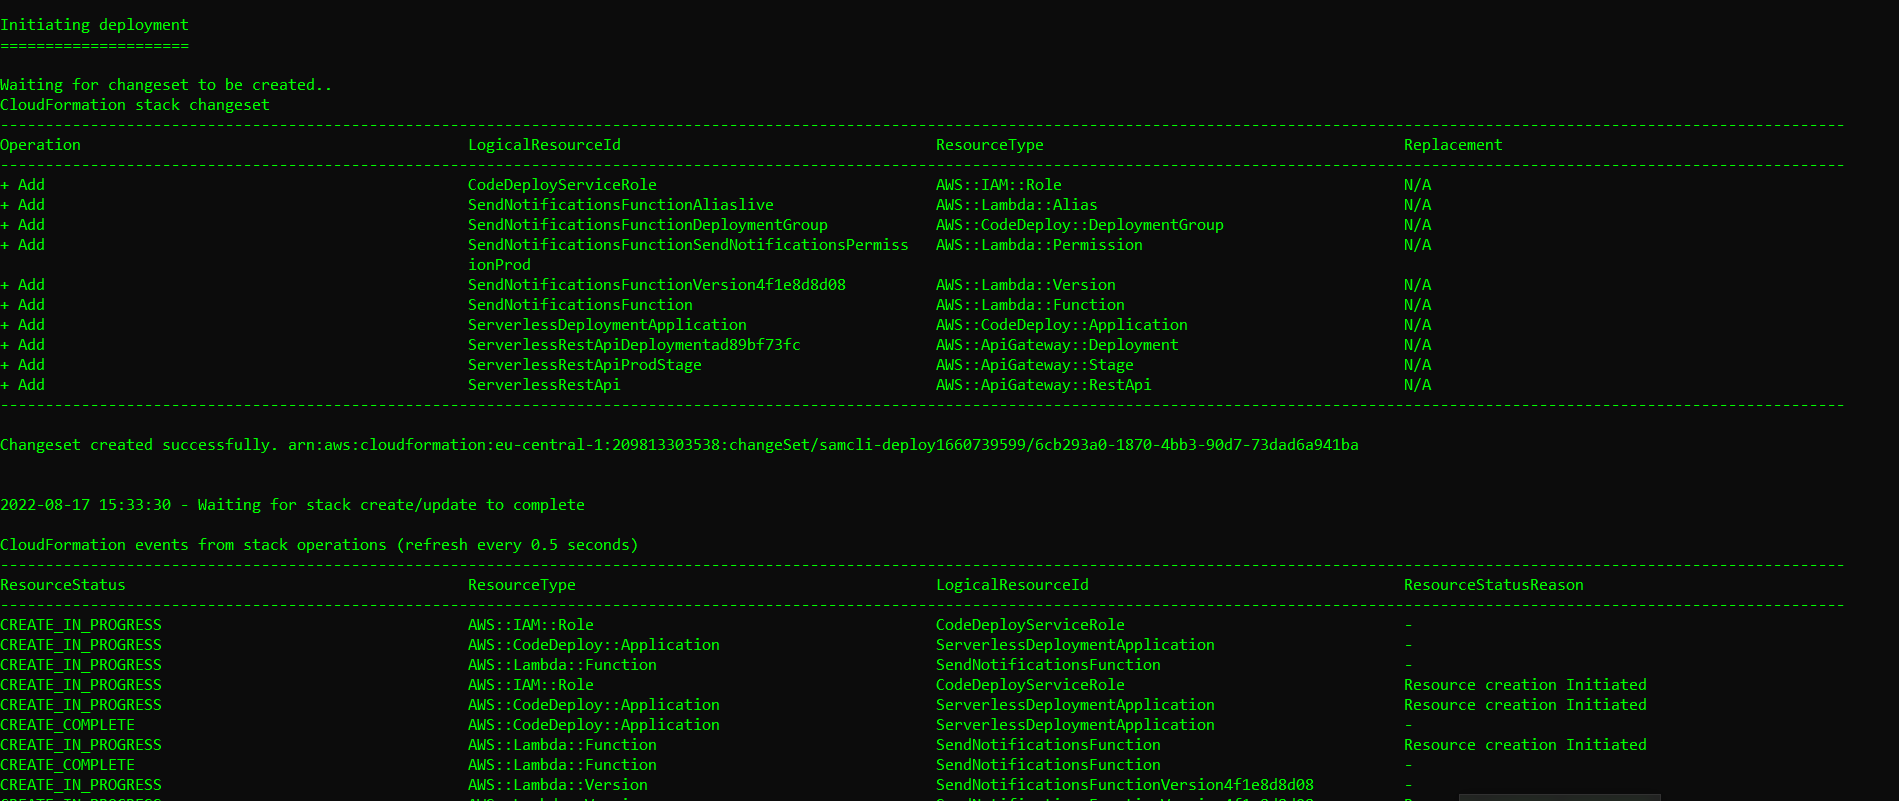 Initiating deployment
=====================
Waiting for changeset to be created..
CloudFormation stack changeset
Operation LogicalResourceId ResourceType Replacement
+ Add CodeDeployServiceRole AWS::IAM::Role N/A
+ Add SendNotificationsFunctionAliaslive AWS::Lambda::Alias N/A
+ Add SendNotificationsFunctionDeploymentGroup AWS::CodeDeploy::DeploymentGroup N/A
+ Add SendNotificationsFunctionSendNotificationsPermiss AWS::Lambda::Permission N/A
ionProd
+ Add SendNotificationsFunctionVersion4f1e8d8d08 AWS::Lambda::Version N/A
+ Add SendNotificationsFunction AWS::Lambda::Function N/A
+ Add ServerlessDeploymentApplication AWS::CodeDeploy::Application N/A
+ Add ServerlessRestApiDeploymentad89bf73fc AWS::ApiGateway::Deployment N/A
+ Add ServerlessRestApiProdStage AWS::ApiGateway::Stage N/A
+ Add ServerlessRestApi AWS::ApiGateway::RestApi N/A
Changeset created successfully. arn:aws:cloudformation:eu-central-1:209813303538:changeSet/samcli-deploy1660739599/6cb293a0-1870-4bb3-90d7-73dad6a941ba
2022-08-17 15:33:30 - Waiting for stack create/update to complete
CloudFormation events from stack operations (refresh every 0.5 seconds)
ResourceStatus ResourceType LogicalResourceId ResourceStatusReason
CREATE_IN_PROGRESS AWS::IAM::Role CodeDeployServiceRole -
CREATE_IN_PROGRESS AWS::CodeDeploy::Application ServerlessDeploymentApplication -
CREATE_IN_PROGRESS AWS::Lambda::Function SendNotificationsFunction -
CREATE_IN_PROGRESS AWS::IAM::Role CodeDeployServiceRole Resource creation Initiated
CREATE_IN_PROGRESS AWS::CodeDeploy::Application ServerlessDeploymentApplication Resource creation Initiated
CREATE_COMPLETE AWS::CodeDeploy::Application ServerlessDeploymentApplication -
CREATE_IN_PROGRESS AWS::Lambda::Function SendNotificationsFunction Resource creation Initiated
CREATE_COMPLETE AWS::Lambda::Function SendNotificationsFunction -
CREATE_IN_PROGRESS AWS::Lambda::Version SendNotificationsFunctionVersion4f1e8d8d08 -